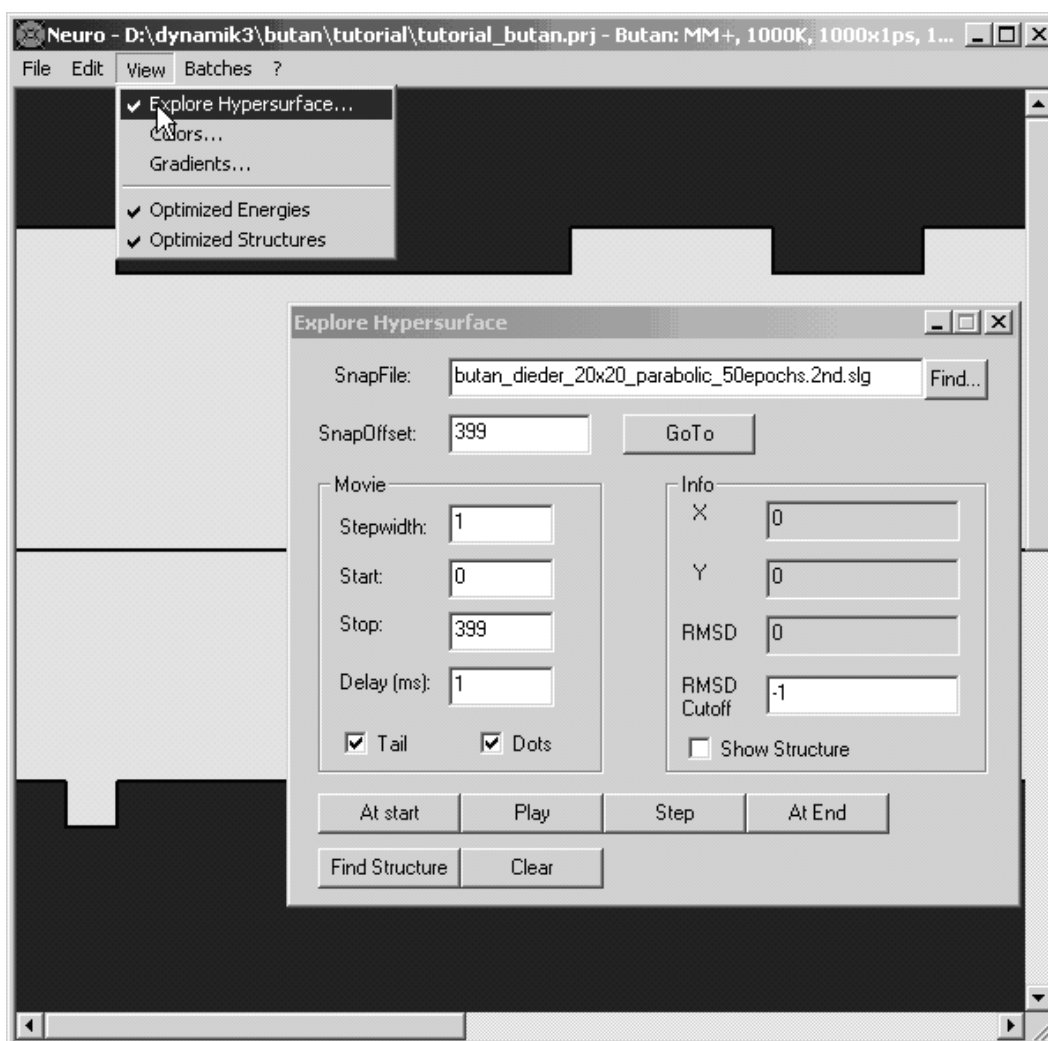 Neuro - D:\dynamik3\butan\tutorial\tutorial_butan.prj - Butan: MM+, 1000K, 1000x1ps, 1...
File Edit View Batches ?
Explore Hypersurface...
Colors...
Gradients...
Optimized Energies
Optimized Structures
Explore Hypersurface
SnapFile: butan_dieder_20x20_parabolic_50epochs.2nd.slg Find...
SnapOffset: 399 GoTo
Movie Info
Stepwidth: 1 X 0
Start: 0 Y 0
Stop: 399 RMSD 0
Delay (ms): 1 RMSD Cutoff -1
Tail Dots Show Structure
At start Play Step At End
Find Structure Clear